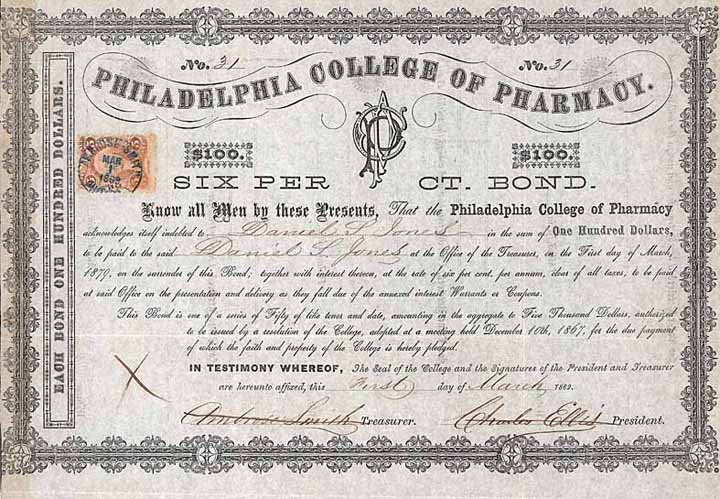 No. 31 No. 31
PHILADELPHIA COLLEGE OF PHARMACY.
$100. $100.
SIX PER CT. BOND.
Know all Men by these Presents, That the Philadelphia College of Pharmacy
acknowledges itself indebted to Daniel S. Jones in the sum of One Hundred Dollars,
to be paid to the said Daniel S. Jones at the Office of the Treasurer, on the First day of March,
1879, on the surrender of this Bond; together with interest thereon, at the rate of six per cent. per annum, clear of all taxes, to be paid
at said Office on the presentation and delivery as they fall due of the annexed interest Warrants or Coupons.
This Bond is one of a series of Fifty of like tenor and date, amounting in the aggregate to Five Thousand Dollars, authorized
to be issued by a resolution of the College, adopted at a meeting held December 10th, 1867, for the due payment
of which the faith and property of the College is hereby pledged.
IN TESTIMONY WHEREOF, The Seal of the College and the Signatures of the President and Treasurer
are hereunto affixed, this First day of March, 1869.
Ambrose Smith Treasurer. Charles Ellis President.
EACH BOND ONE HUNDRED DOLLARS.
MAR